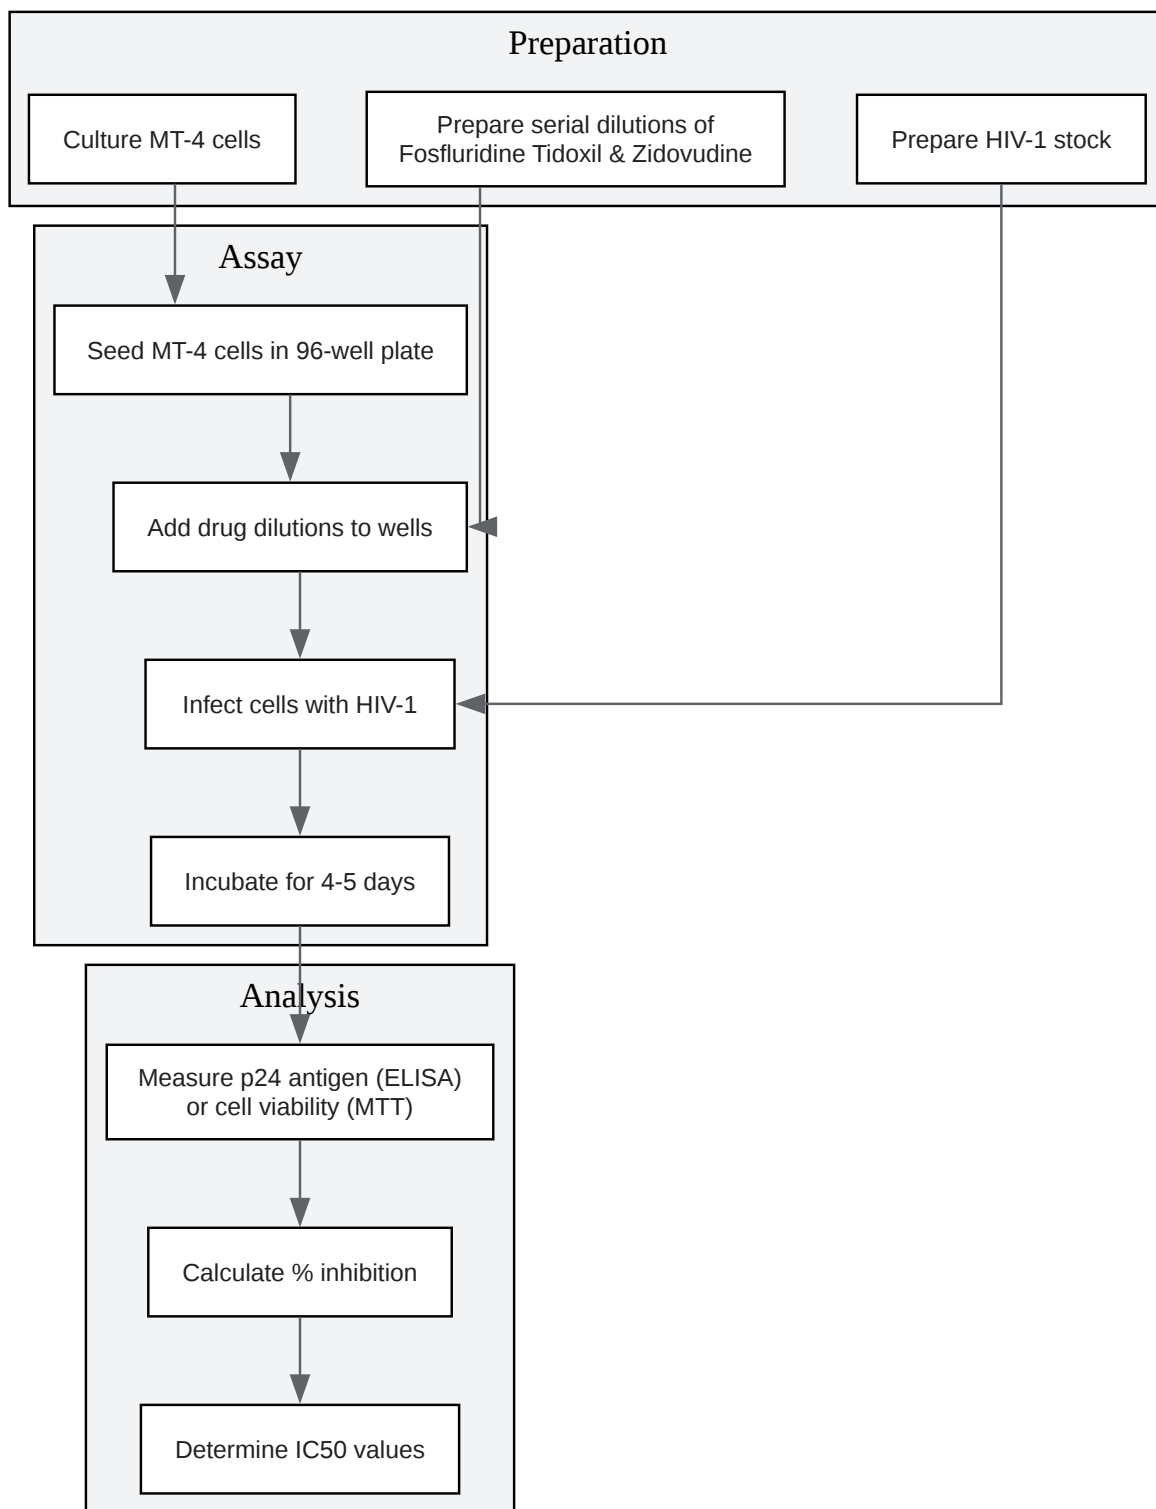 Preparation
Culture MT-4 cells
Prepare serial dilutions of
Fosfluridine Tidoxil & Zidovudine
Prepare HIV-1 stock
Assay
Seed MT-4 cells in 96-well plate
Add drug dilutions to wells
Infect cells with HIV-1
Incubate for 4-5 days
Analysis
Measure p24 antigen (ELISA)
or cell viability (MTT)
Calculate % inhibition
Determine IC50 values